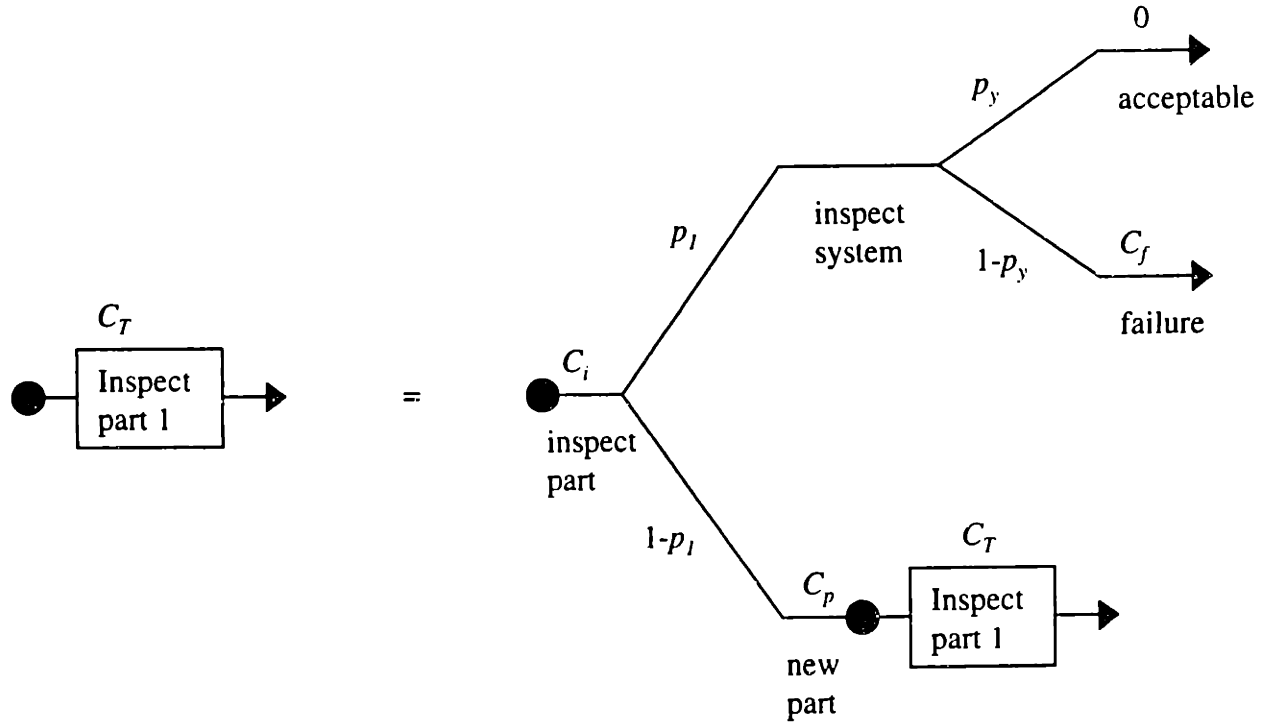 0
p_y
acceptable
p_1
inspect
system
1-p_y
C_f
failure
C_T
Inspect
part 1
=
C_i
inspect
part
1-p_1
C_T
C_p
Inspect
part 1
new
part